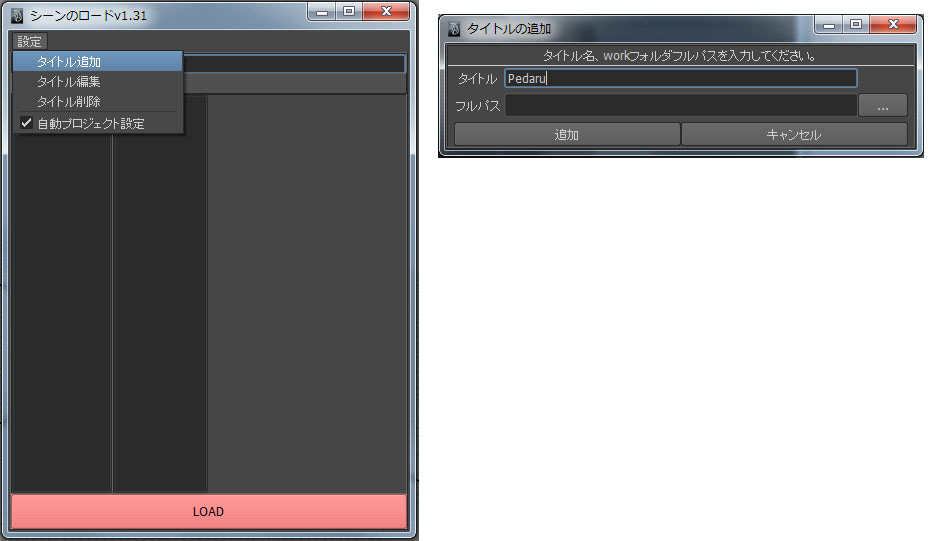 シーンのロードv1.31
設定
タイトル追加
タイトル編集
タイトル削除
自動プロジェクト設定
LOAD
タイトルの追加
タイトル名、workフォルダフルパスを入力してください。
タイトル Pedaru
フルパス ...
追加 キャンセル